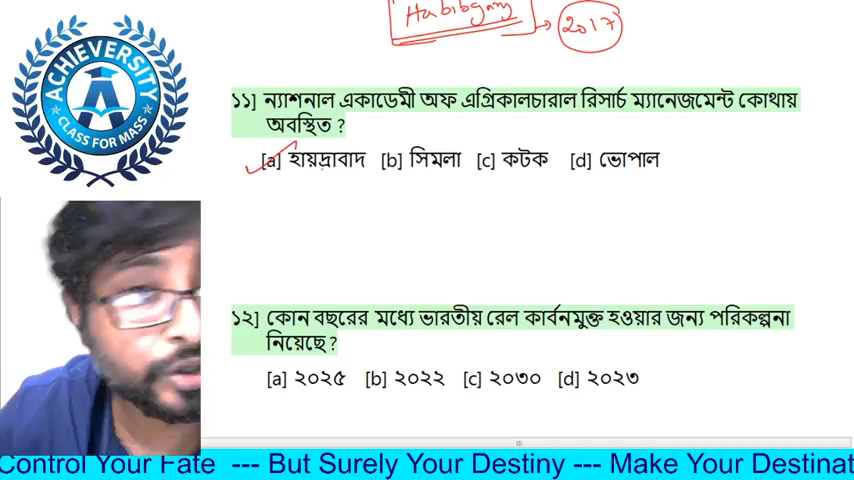 Habibganj
2017
ACHIEVERSITY
A
CLASS FOR MASS
১১] ন্যাশনাল একাডেমী অফ এগ্রিকালচারাল রিসার্চ ম্যানেজমেন্ট কোথায়
অবস্থিত ?
[a] হায়দ্রাবাদ [b] সিমলা [c] কটক [d] ভোপাল
১২] কোন বছরের মধ্যে ভারতীয় রেল কার্বনমুক্ত হওয়ার জন্য পরিকল্পনা
নিয়েছে ?
[a] ২০২৫ [b] ২০২২ [c] ২০৩০ [d] ২০২৩
Control Your Fate --- But Surely Your Destiny --- Make Your Destinat